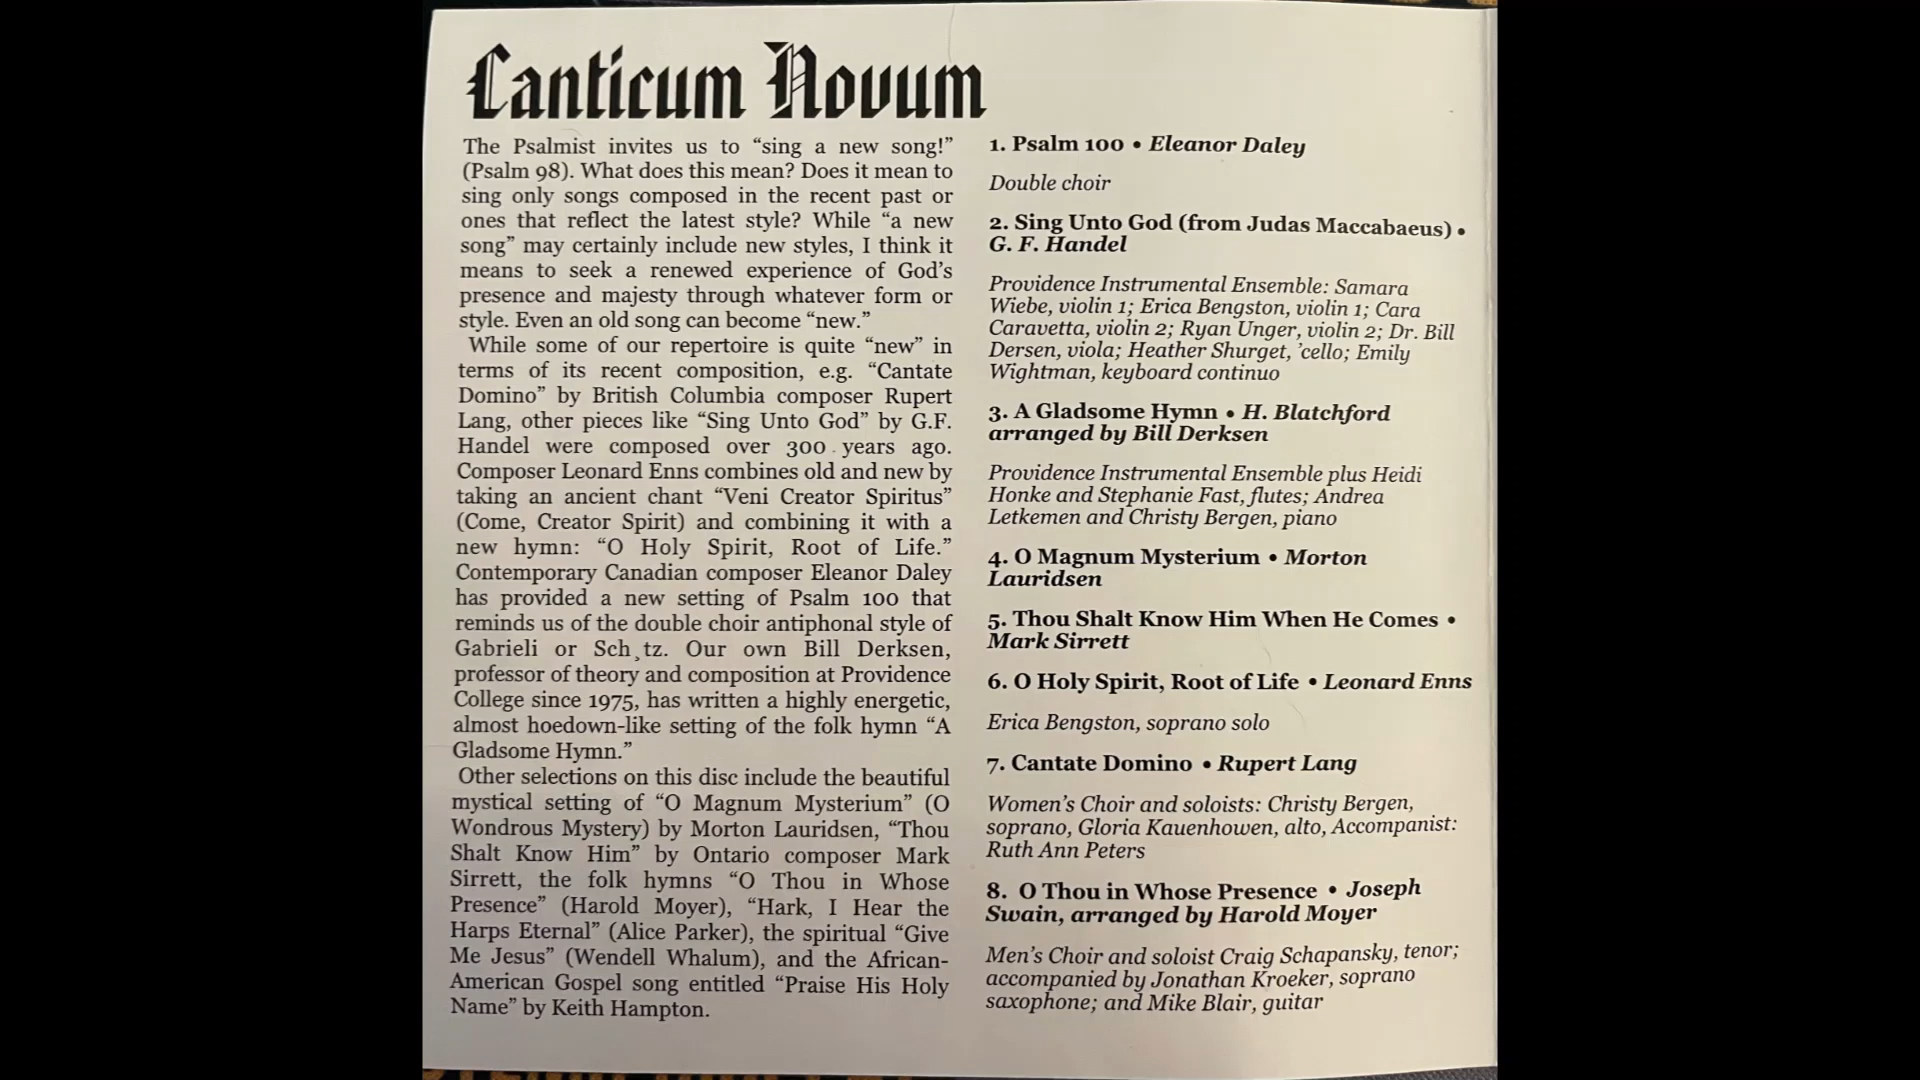 Canticum Novum
The Psalmist invites us to “sing a new song!”
(Psalm 98). What does this mean? Does it mean to
sing only songs composed in the recent past or
ones that reflect the latest style? While “a new
song” may certainly include new styles, I think it
means to seek a renewed experience of God’s
presence and majesty through whatever form or
style. Even an old song can become “new.”
While some of our repertoire is quite “new” in
terms of its recent composition, e.g. “Cantate
Domino” by British Columbia composer Rupert
Lang, other pieces like “Sing Unto God” by G.F.
Handel were composed over 300 years ago.
Composer Leonard Enns combines old and new by
taking an ancient chant “Veni Creator Spiritus”
(Come, Creator Spirit) and combining it with a
new hymn: “O Holy Spirit, Root of Life.”
Contemporary Canadian composer Eleanor Daley
has provided a new setting of Psalm 100 that
reminds us of the double choir antiphonal style of
Gabrieli or Sch¸tz. Our own Bill Derksen,
professor of theory and composition at Providence
College since 1975, has written a highly energetic,
almost hoedown-like setting of the folk hymn “A
Gladsome Hymn.”
Other selections on this disc include the beautiful
mystical setting of “O Magnum Mysterium” (O
Wondrous Mystery) by Morton Lauridsen, “Thou
Shalt Know Him” by Ontario composer Mark
Sirrett, the folk hymns “O Thou in Whose
Presence” (Harold Moyer), “Hark, I Hear the
Harps Eternal” (Alice Parker), the spiritual “Give
Me Jesus” (Wendell Whalum), and the African-
American Gospel song entitled “Praise His Holy
Name” by Keith Hampton.
1. Psalm 100 • Eleanor Daley
Double choir
2. Sing Unto God (from Judas Maccabaeus) •
G. F. Handel
Providence Instrumental Ensemble: Samara
Wiebe, violin 1; Erica Bengston, violin 1; Cara
Caravetta, violin 2; Ryan Unger, violin 2; Dr. Bill
Dersen, viola; Heather Shurget, ’cello; Emily
Wightman, keyboard continuo
3. A Gladsome Hymn • H. Blatchford
arranged by Bill Derksen
Providence Instrumental Ensemble plus Heidi
Honke and Stephanie Fast, flutes; Andrea
Letkemen and Christy Bergen, piano
4. O Magnum Mysterium • Morton
Lauridsen
5. Thou Shalt Know Him When He Comes •
Mark Sirrett
6. O Holy Spirit, Root of Life • Leonard Enns
Erica Bengston, soprano solo
7. Cantate Domino • Rupert Lang
Women’s Choir and soloists: Christy Bergen,
soprano, Gloria Kauenhowen, alto, Accompanist:
Ruth Ann Peters
8. O Thou in Whose Presence • Joseph
Swain, arranged by Harold Moyer
Men’s Choir and soloist Craig Schapansky, tenor;
accompanied by Jonathan Kroeker, soprano
saxophone; and Mike Blair, guitar